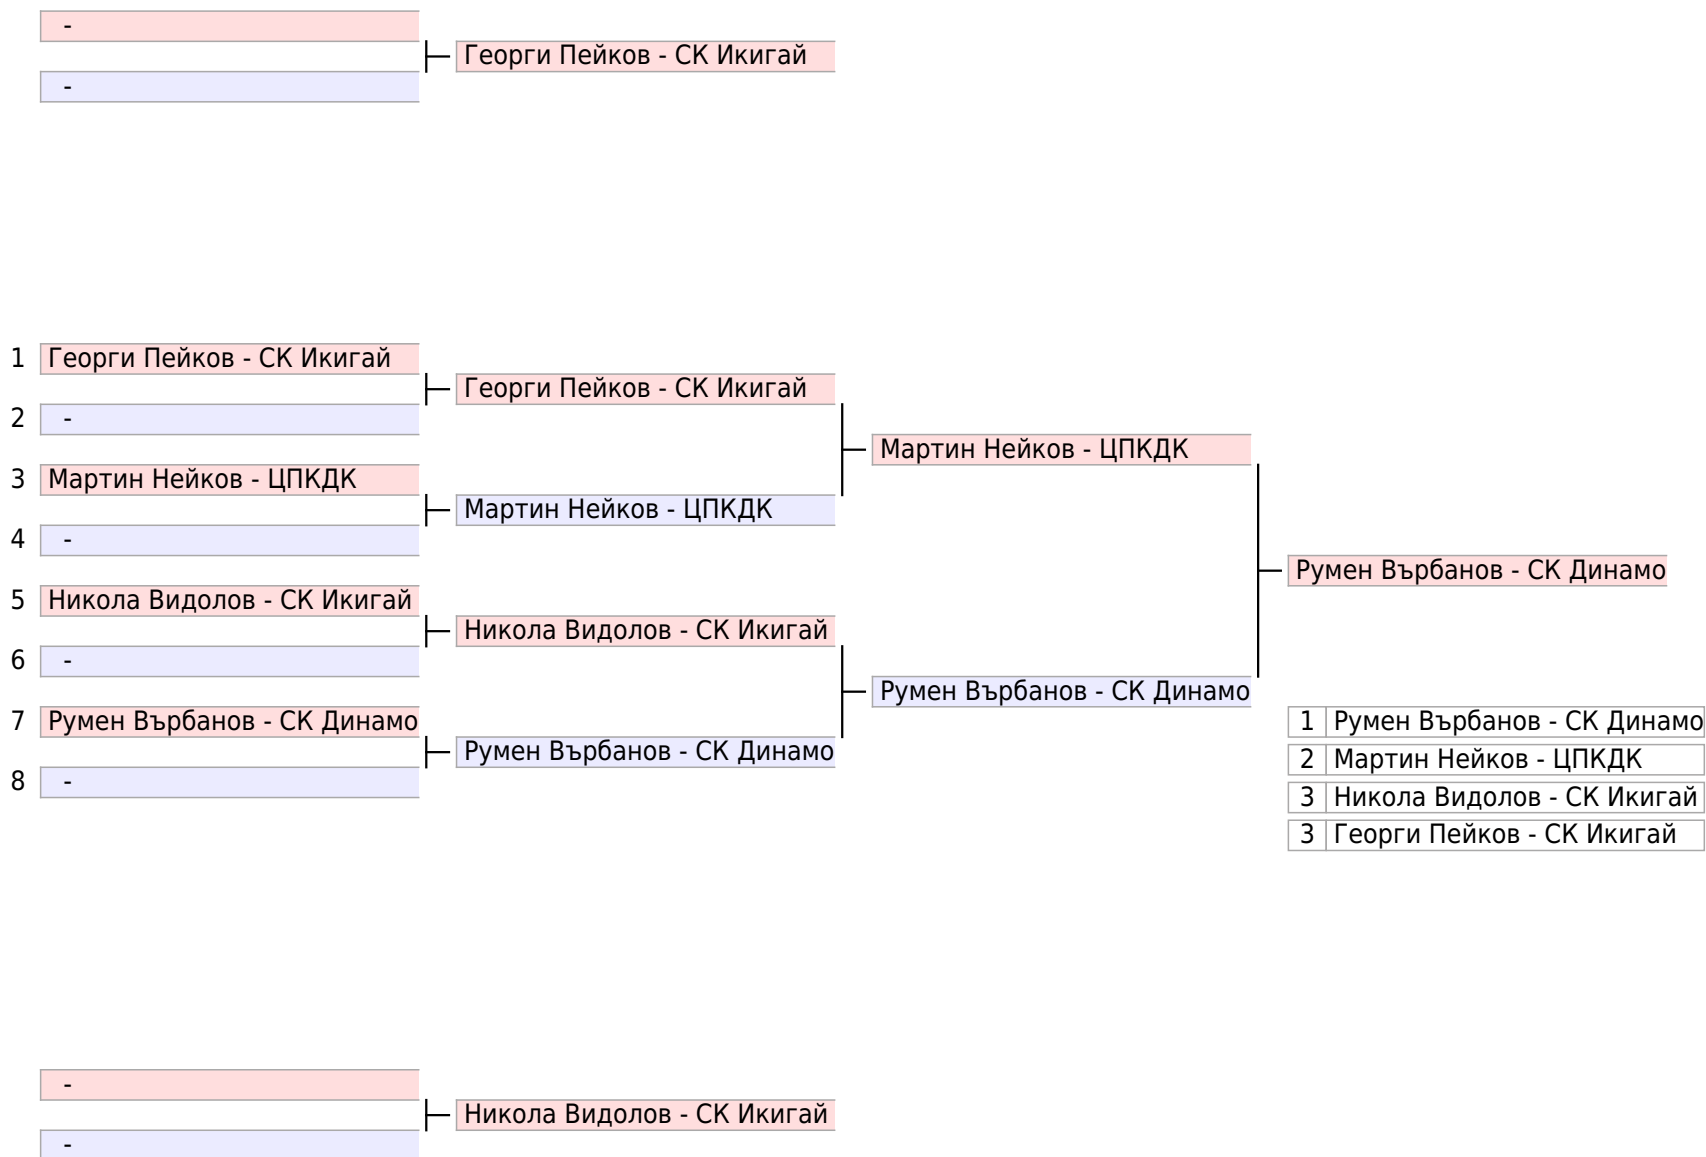 -
Георги Пейков - СК Икигай
-
1 Георги Пейков - СК Икигай
Георги Пейков - СК Икигай
2 -
Мартин Нейков - ЦПКДК
3 Мартин Нейков - ЦПКДК
Мартин Нейков - ЦПКДК
4 -
Румен Върбанов - СК Динамо
5 Никола Видолов - СК Икигай
Никола Видолов - СК Икигай
6 -
Румен Върбанов - СК Динамо
7 Румен Върбанов - СК Динамо
Румен Върбанов - СК Динамо
8 -
1 Румен Върбанов - СК Динамо
2 Мартин Нейков - ЦПКДК
3 Никола Видолов - СК Икигай
3 Георги Пейков - СК Икигай
-
Никола Видолов - СК Икигай
-